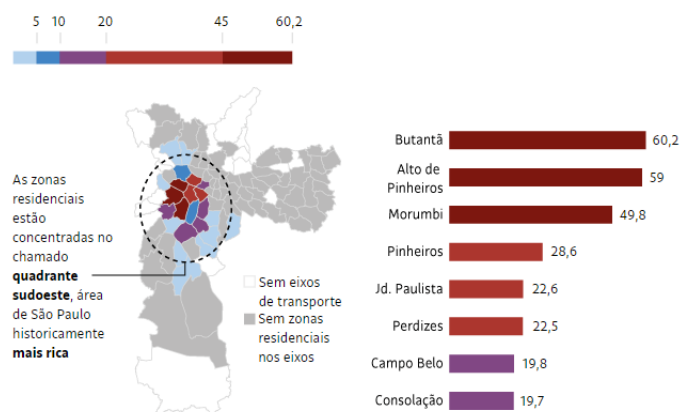 5 10 20 45 60,2
As zonas
residenciais
estão
concentradas no
chamado
quadrante
sudoeste, área
de São Paulo
historicamente
mais rica
Sem eixos
de transporte
Sem zonas
residenciais
nos eixos
Butantã 60,2
Alto de
Pinheiros 59
Morumbi 49,8
Pinheiros 28,6
Jd. Paulista 22,6
Perdizes 22,5
Campo Belo 19,8
Consolação 19,7